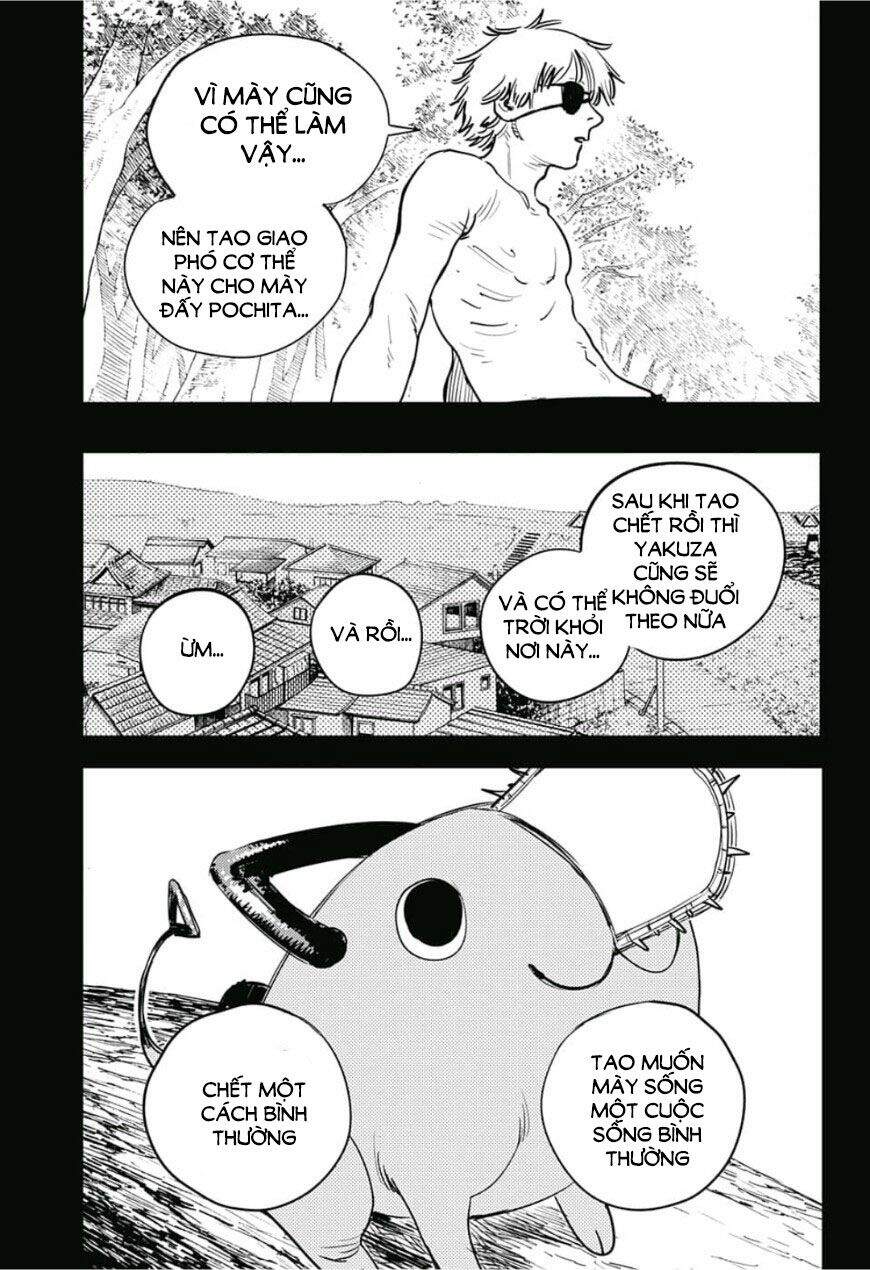 VÌ MÀY CŨNG
CÓ THỂ LÀM
VẬY...
NÊN TAO GIAO
PHÓ CƠ THỂ
NÀY CHO MÀY
ĐẤY POCHITA...
SAU KHI TAO
CHẾT RỒI THÌ
YAKUZA
CŨNG SẼ
KHÔNG ĐUỔI
THEO NỮA
VÀ CÓ THỂ
TRỜI KHỎI
NƠI NÀY...
VÀ RỒI...
ỪM...
TAO MUỐN
MÀY SỐNG
MỘT CUỘC
SỐNG BÌNH
THƯỜNG
CHẾT MỘT
CÁCH BÌNH
THƯỜNG